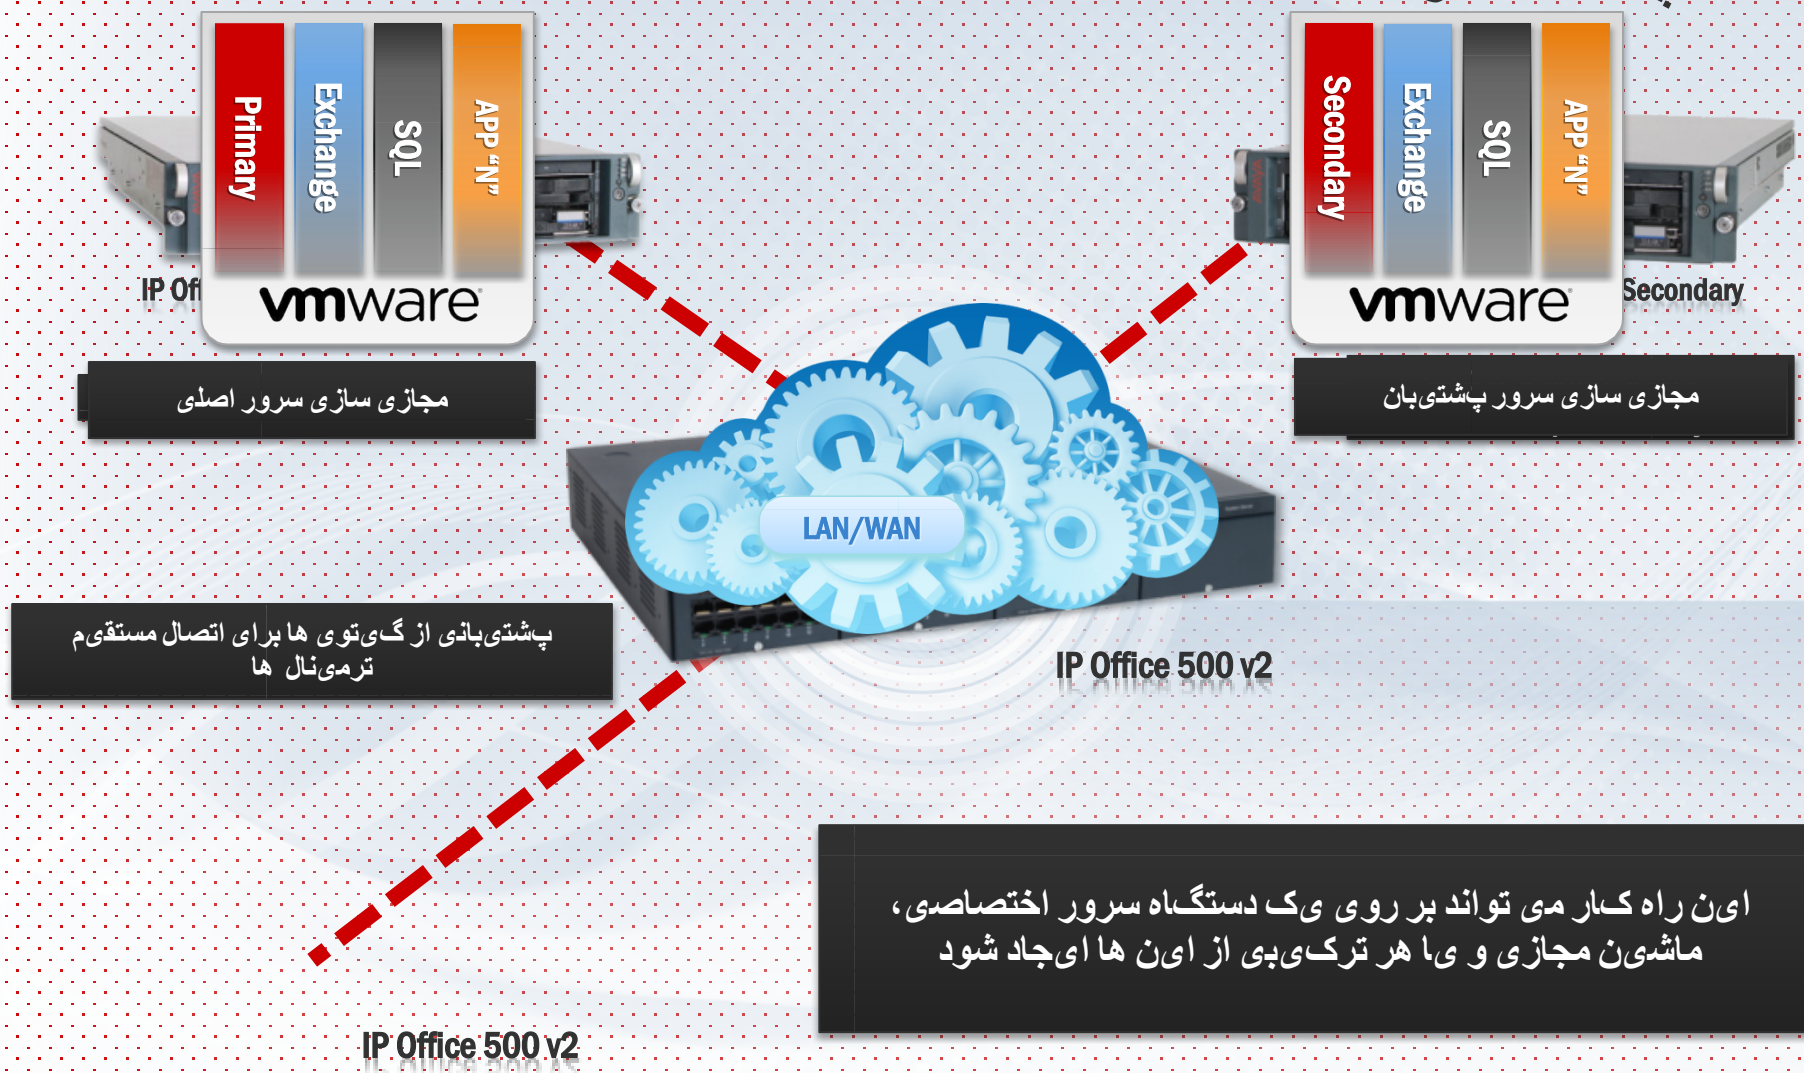 Primary
Exchange
SQL
APP “N”
vmware
IP Of
مجازی سازی سرور اصلی
Secondary
Exchange
SQL
APP “N”
vmware
Secondary
مجازی سازی سرور پشتیبان
LAN/WAN
IP Office 500 v2
پشتیبانی از گیتوی ها برای اتصال مستقیم
ترمینال ها
این راه کار می تواند بر روی یک دستگاه سرور اختصاصی،
ماشین مجازی و یا هر ترکیبی از این ها ایجاد شود
IP Office 500 v2